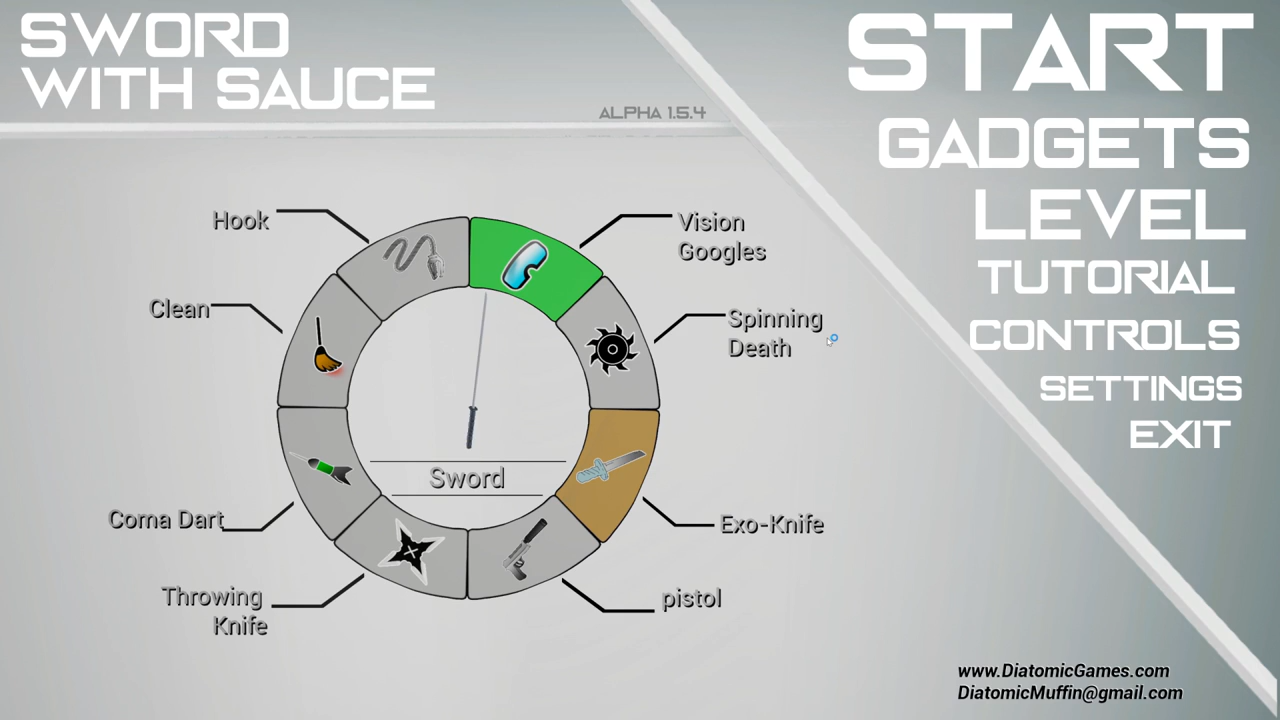 SWORD
WITH SAUCE
ALPHA 1.5.4
START
GADGETS
LEVEL
TUTORIAL
CONTROLS
SETTINGS
EXIT
Hook
Vision
Googles
Clean
Spinning
Death
Sword
Coma Dart
Exo-Knife
Throwing
Knife
pistol
www.DiatomicGames.com
DiatomicMuffin@gmail.com